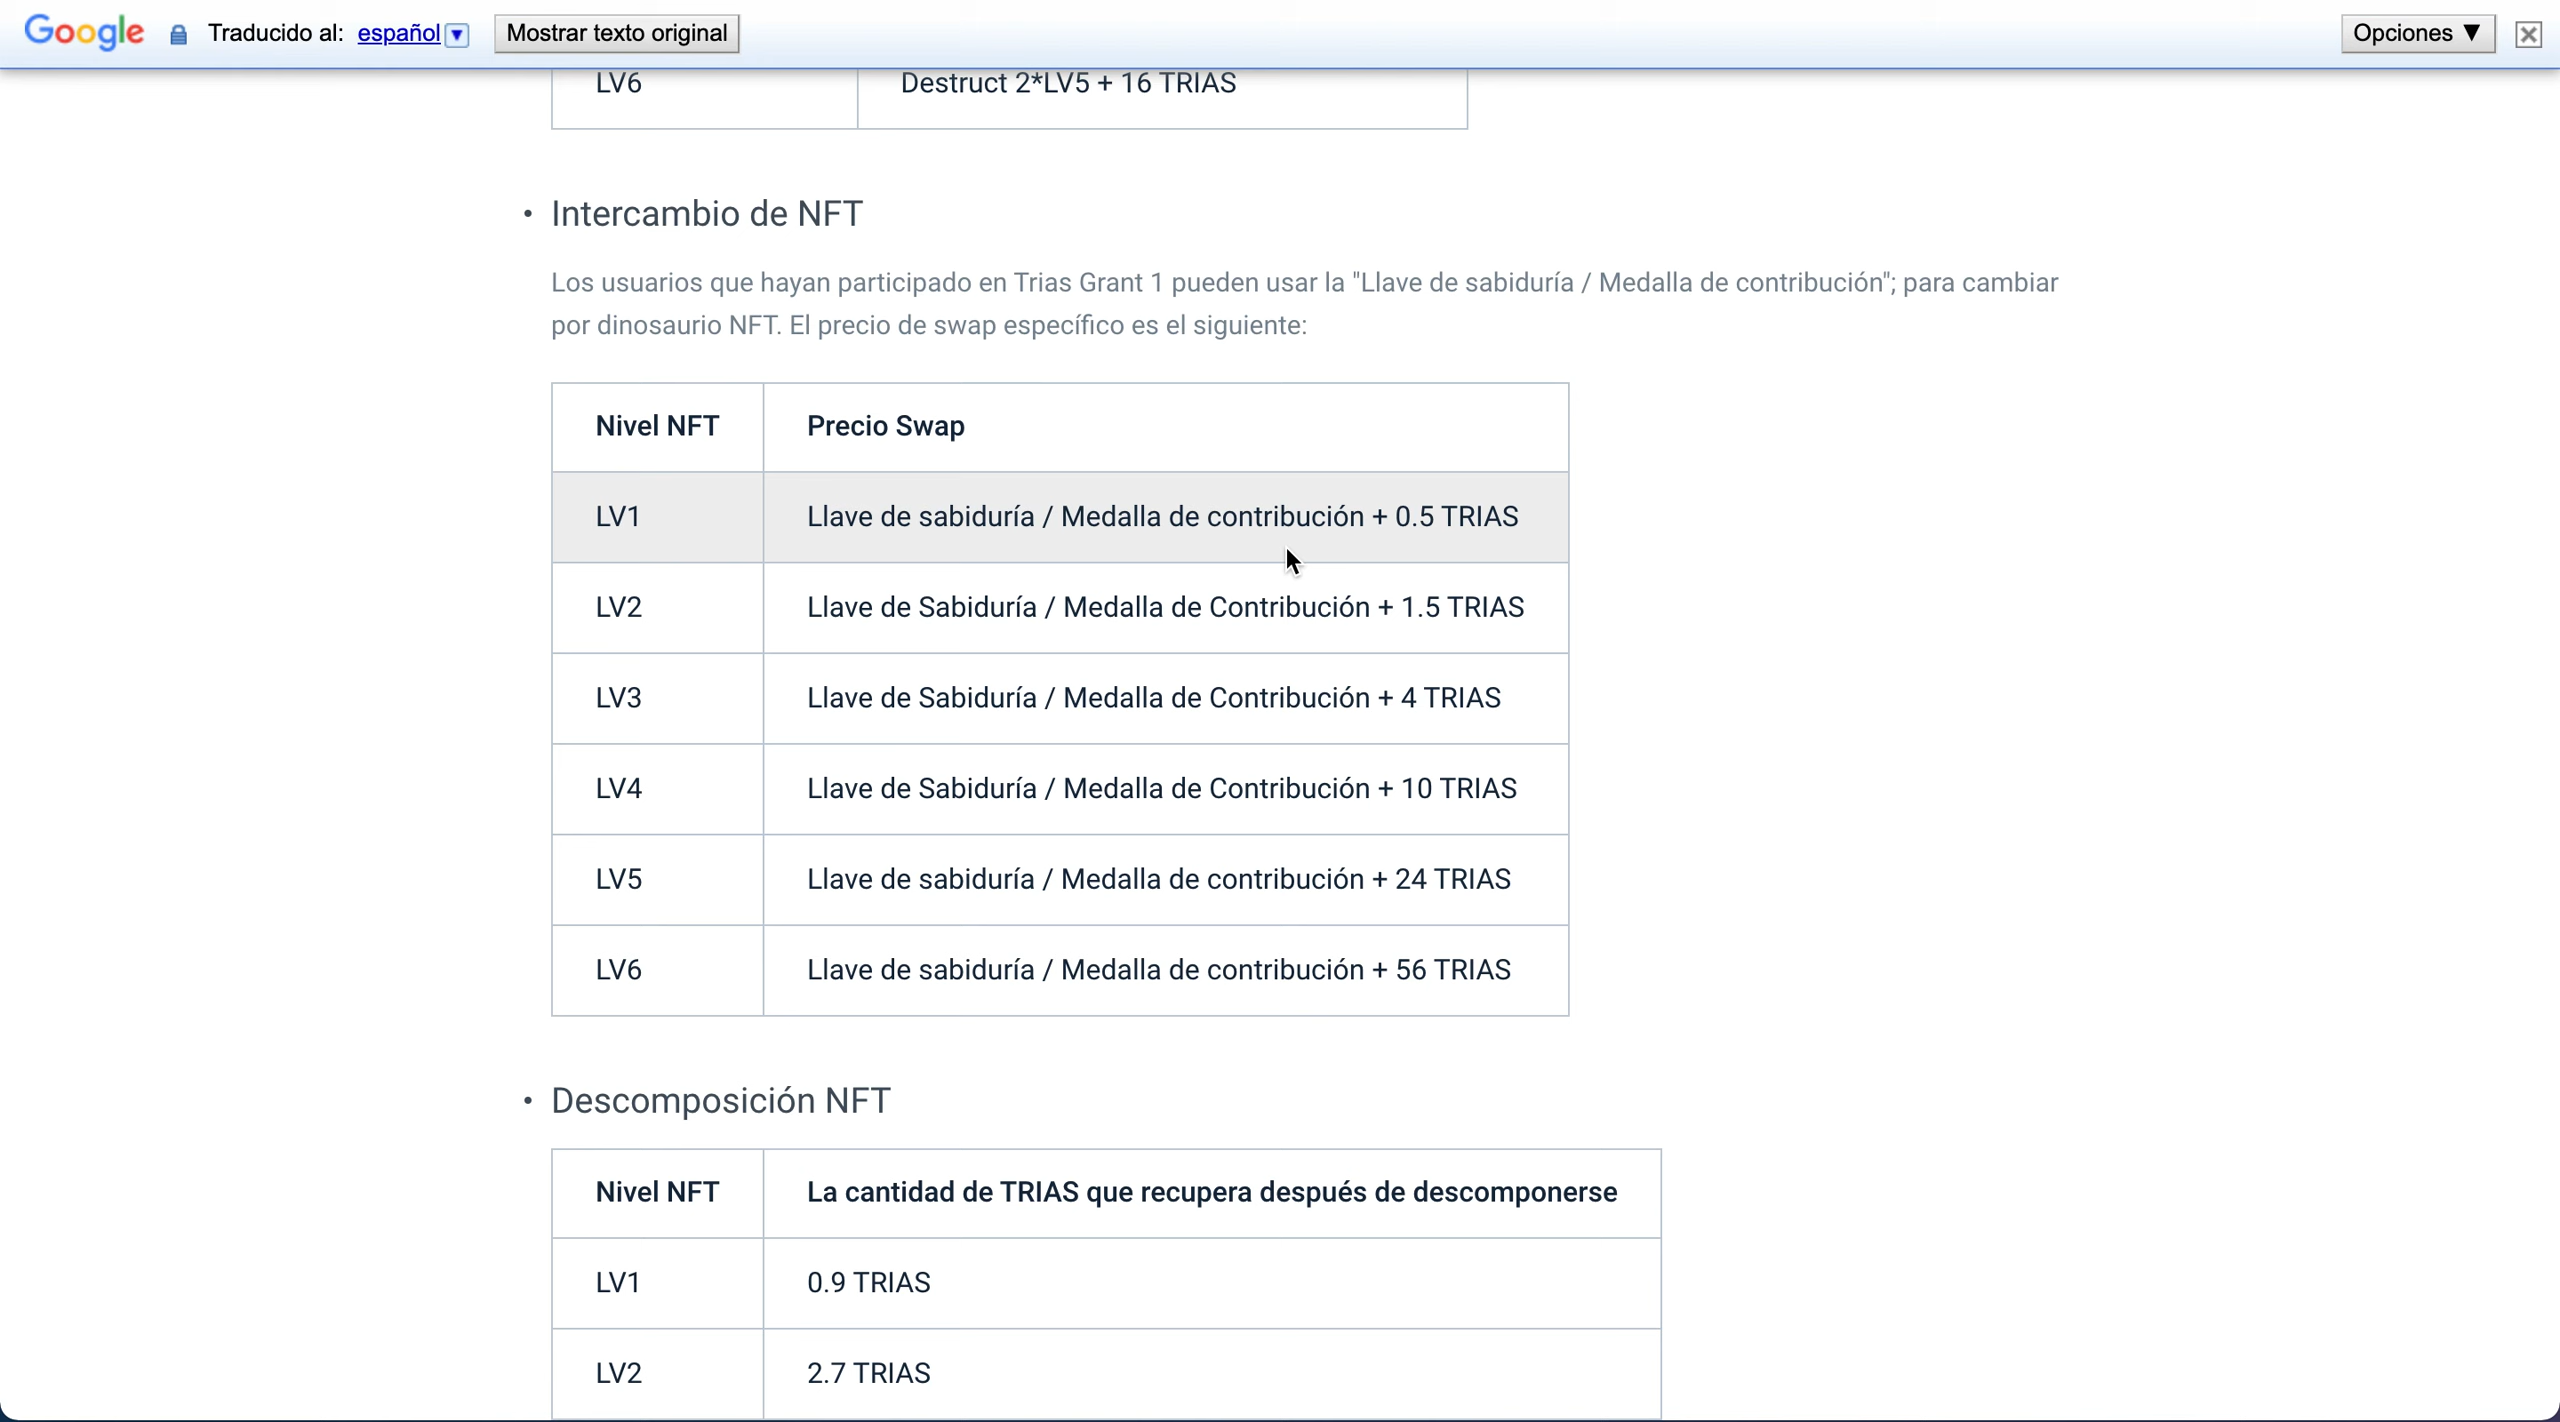 Google Traducido al: español Mostrar texto original Opciones ▼
LV6 Destruct 2*LV5 + 16 TRIAS
• Intercambio de NFT
Los usuarios que hayan participado en Trias Grant 1 pueden usar la "Llave de sabiduría / Medalla de contribución"; para cambiar
por dinosaurio NFT. El precio de swap específico es el siguiente:
Nivel NFT Precio Swap
LV1 Llave de sabiduría / Medalla de contribución + 0.5 TRIAS
LV2 Llave de Sabiduría / Medalla de Contribución + 1.5 TRIAS
LV3 Llave de Sabiduría / Medalla de Contribución + 4 TRIAS
LV4 Llave de Sabiduría / Medalla de Contribución + 10 TRIAS
LV5 Llave de sabiduría / Medalla de contribución + 24 TRIAS
LV6 Llave de sabiduría / Medalla de contribución + 56 TRIAS
• Descomposición NFT
Nivel NFT La cantidad de TRIAS que recupera después de descomponerse
LV1 0.9 TRIAS
LV2 2.7 TRIAS